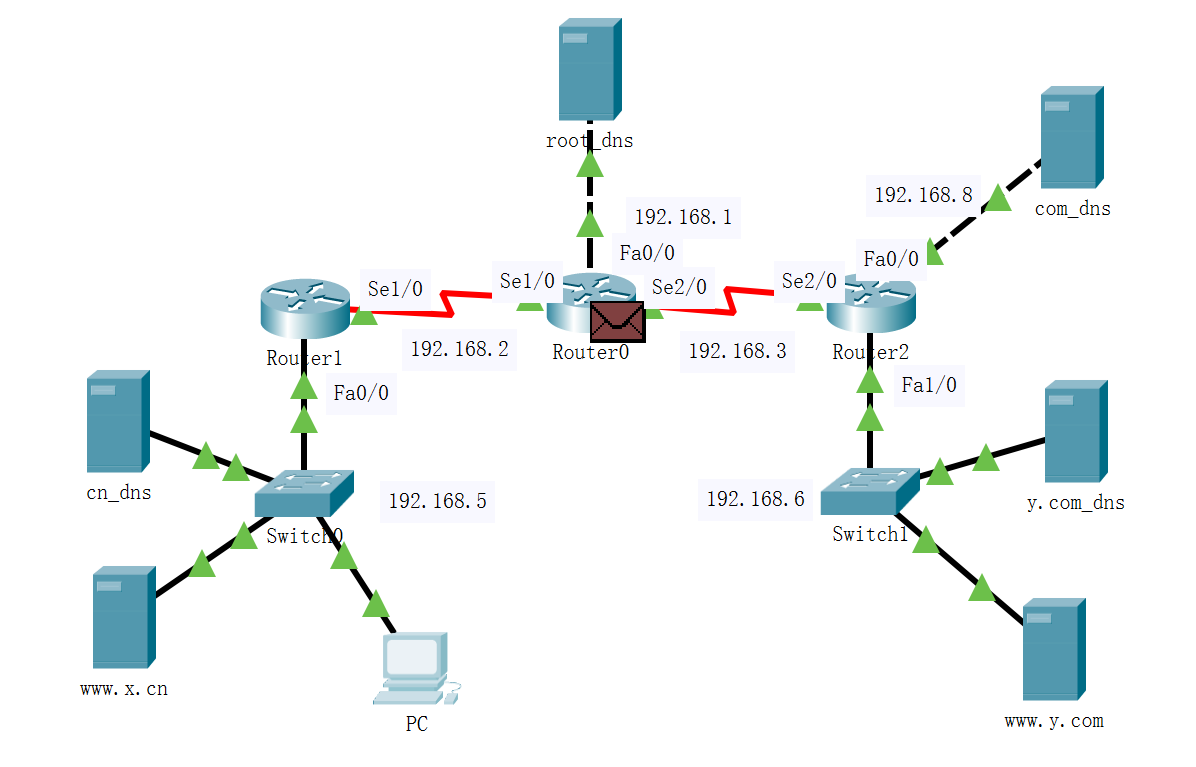 root_dns
com_dns
192.168.8
192.168.1
Fa0/0
Fa0/0
Se1/0
Se1/0
Se2/0
Se2/0
192.168.2
192.168.3
Router1
Router0
Router2
Fa0/0
Fa1/0
cn_dns
192.168.5
192.168.6
y.com_dns
Switch0
Switch1
www.x.cn
PC
www.y.com